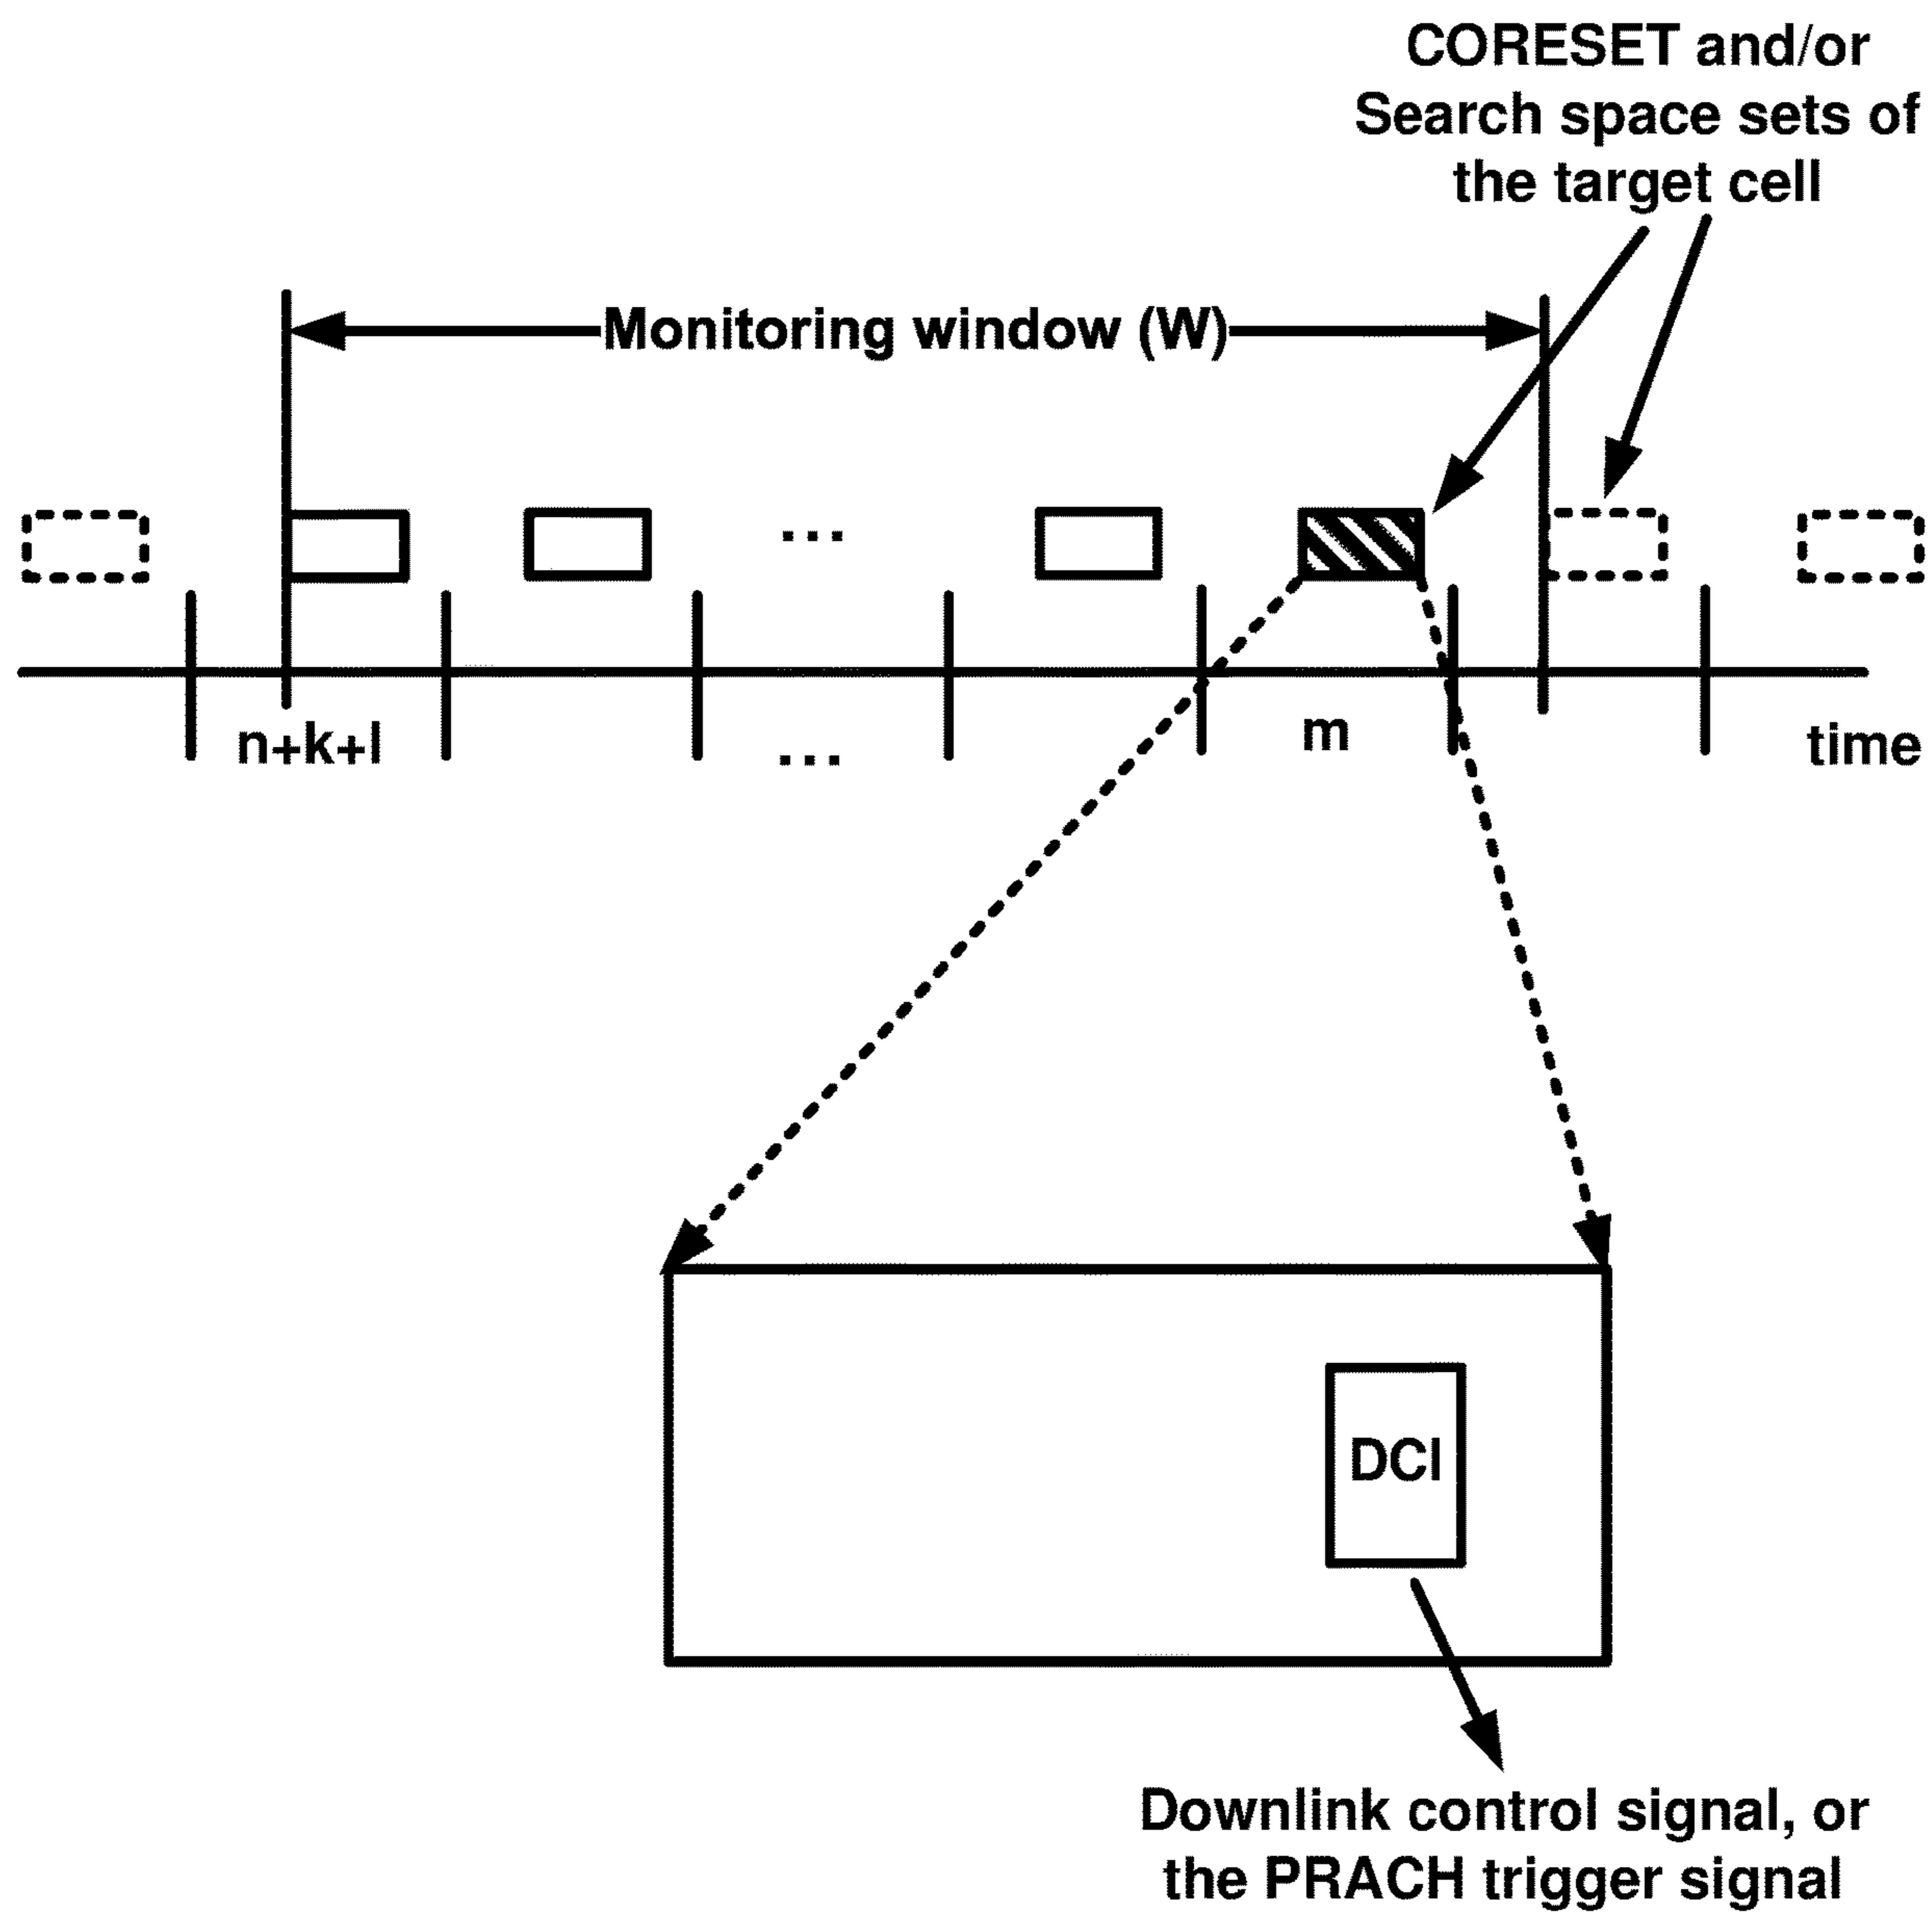 CORESET and/or
Search space sets of
the target cell
Monitoring window (W)
...
n+k+l
...
m
time
DCI
Downlink control signal, or
the PRACH trigger signal